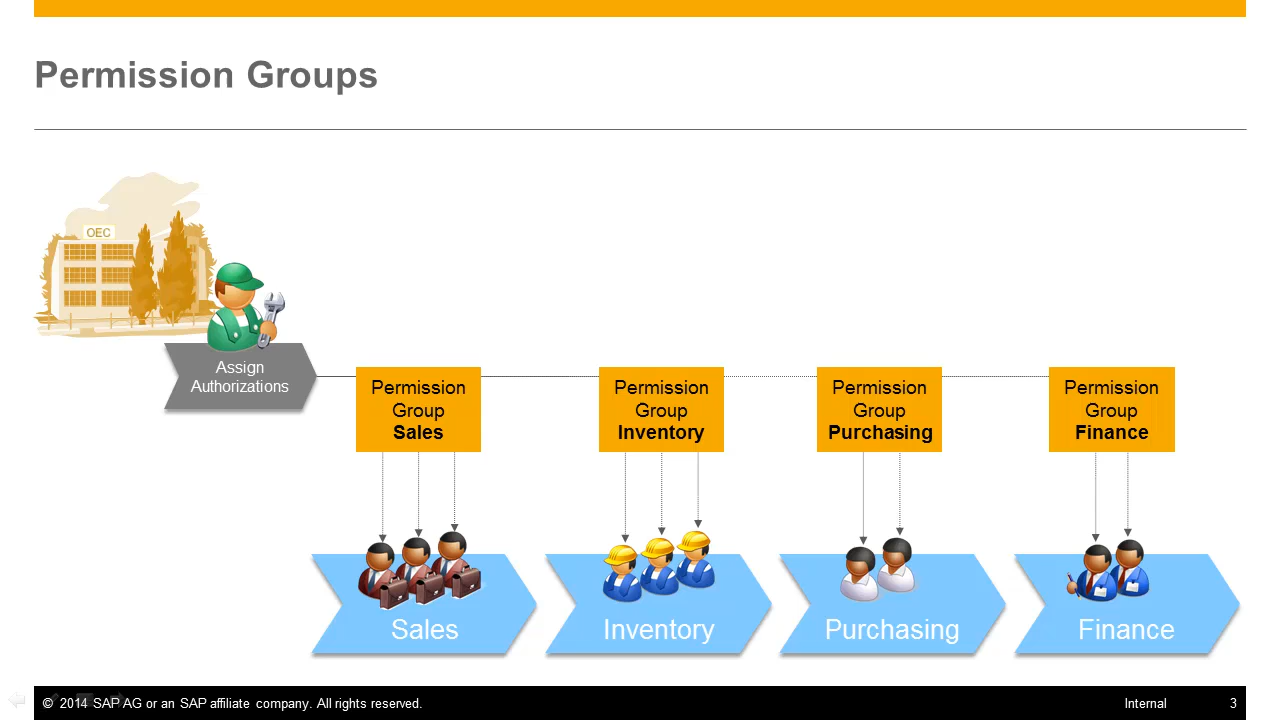 Permission Groups
OEC
Assign
Authorizations
Permission
Group
Sales
Permission
Group
Inventory
Permission
Group
Purchasing
Permission
Group
Finance
Sales
Inventory
Purchasing
Finance
© 2014 SAP AG or an SAP affiliate company. All rights reserved.
Internal
3